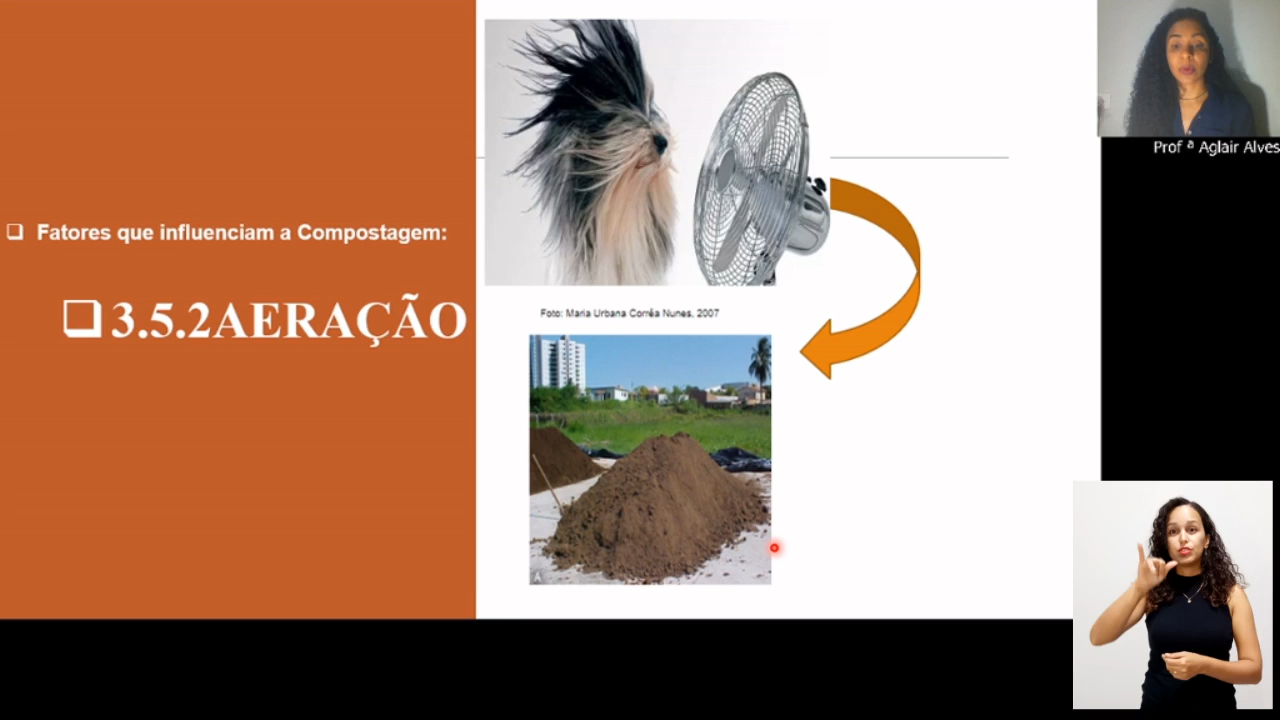 Prof ª Aglair Alves
❑ Fatores que influenciam a Compostagem:
❑3.5.2AERAÇÃO
Foto: Maria Urbana Corrêa Nunes, 2007
A